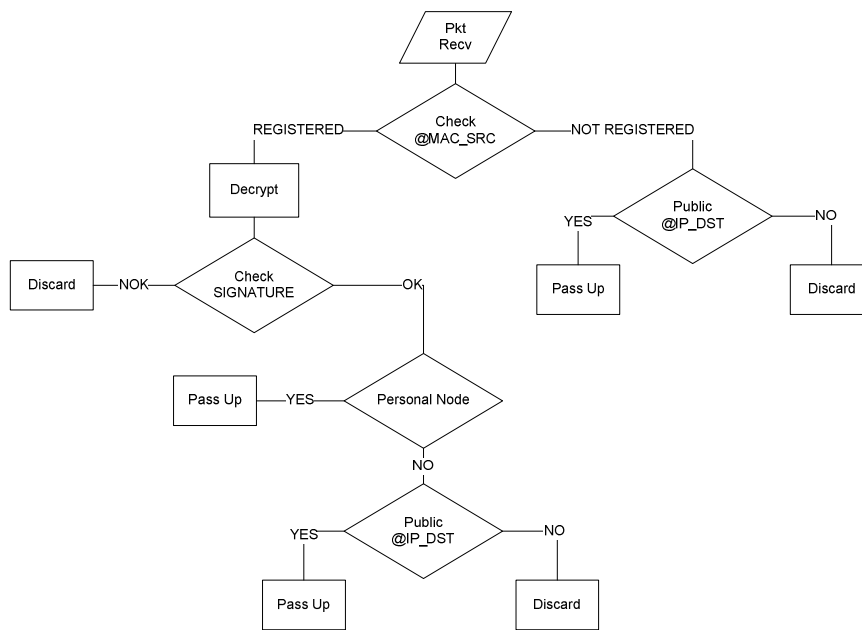 Pkt
Recv
Check
@MAC_SRC
REGISTERED
NOT REGISTERED
Decrypt
Public
@IP_DST
YES
NO
Pass Up
Discard
Check
SIGNATURE
NOK
Discard
OK
Personal Node
YES
Pass Up
NO
Public
@IP_DST
YES
NO
Pass Up
Discard